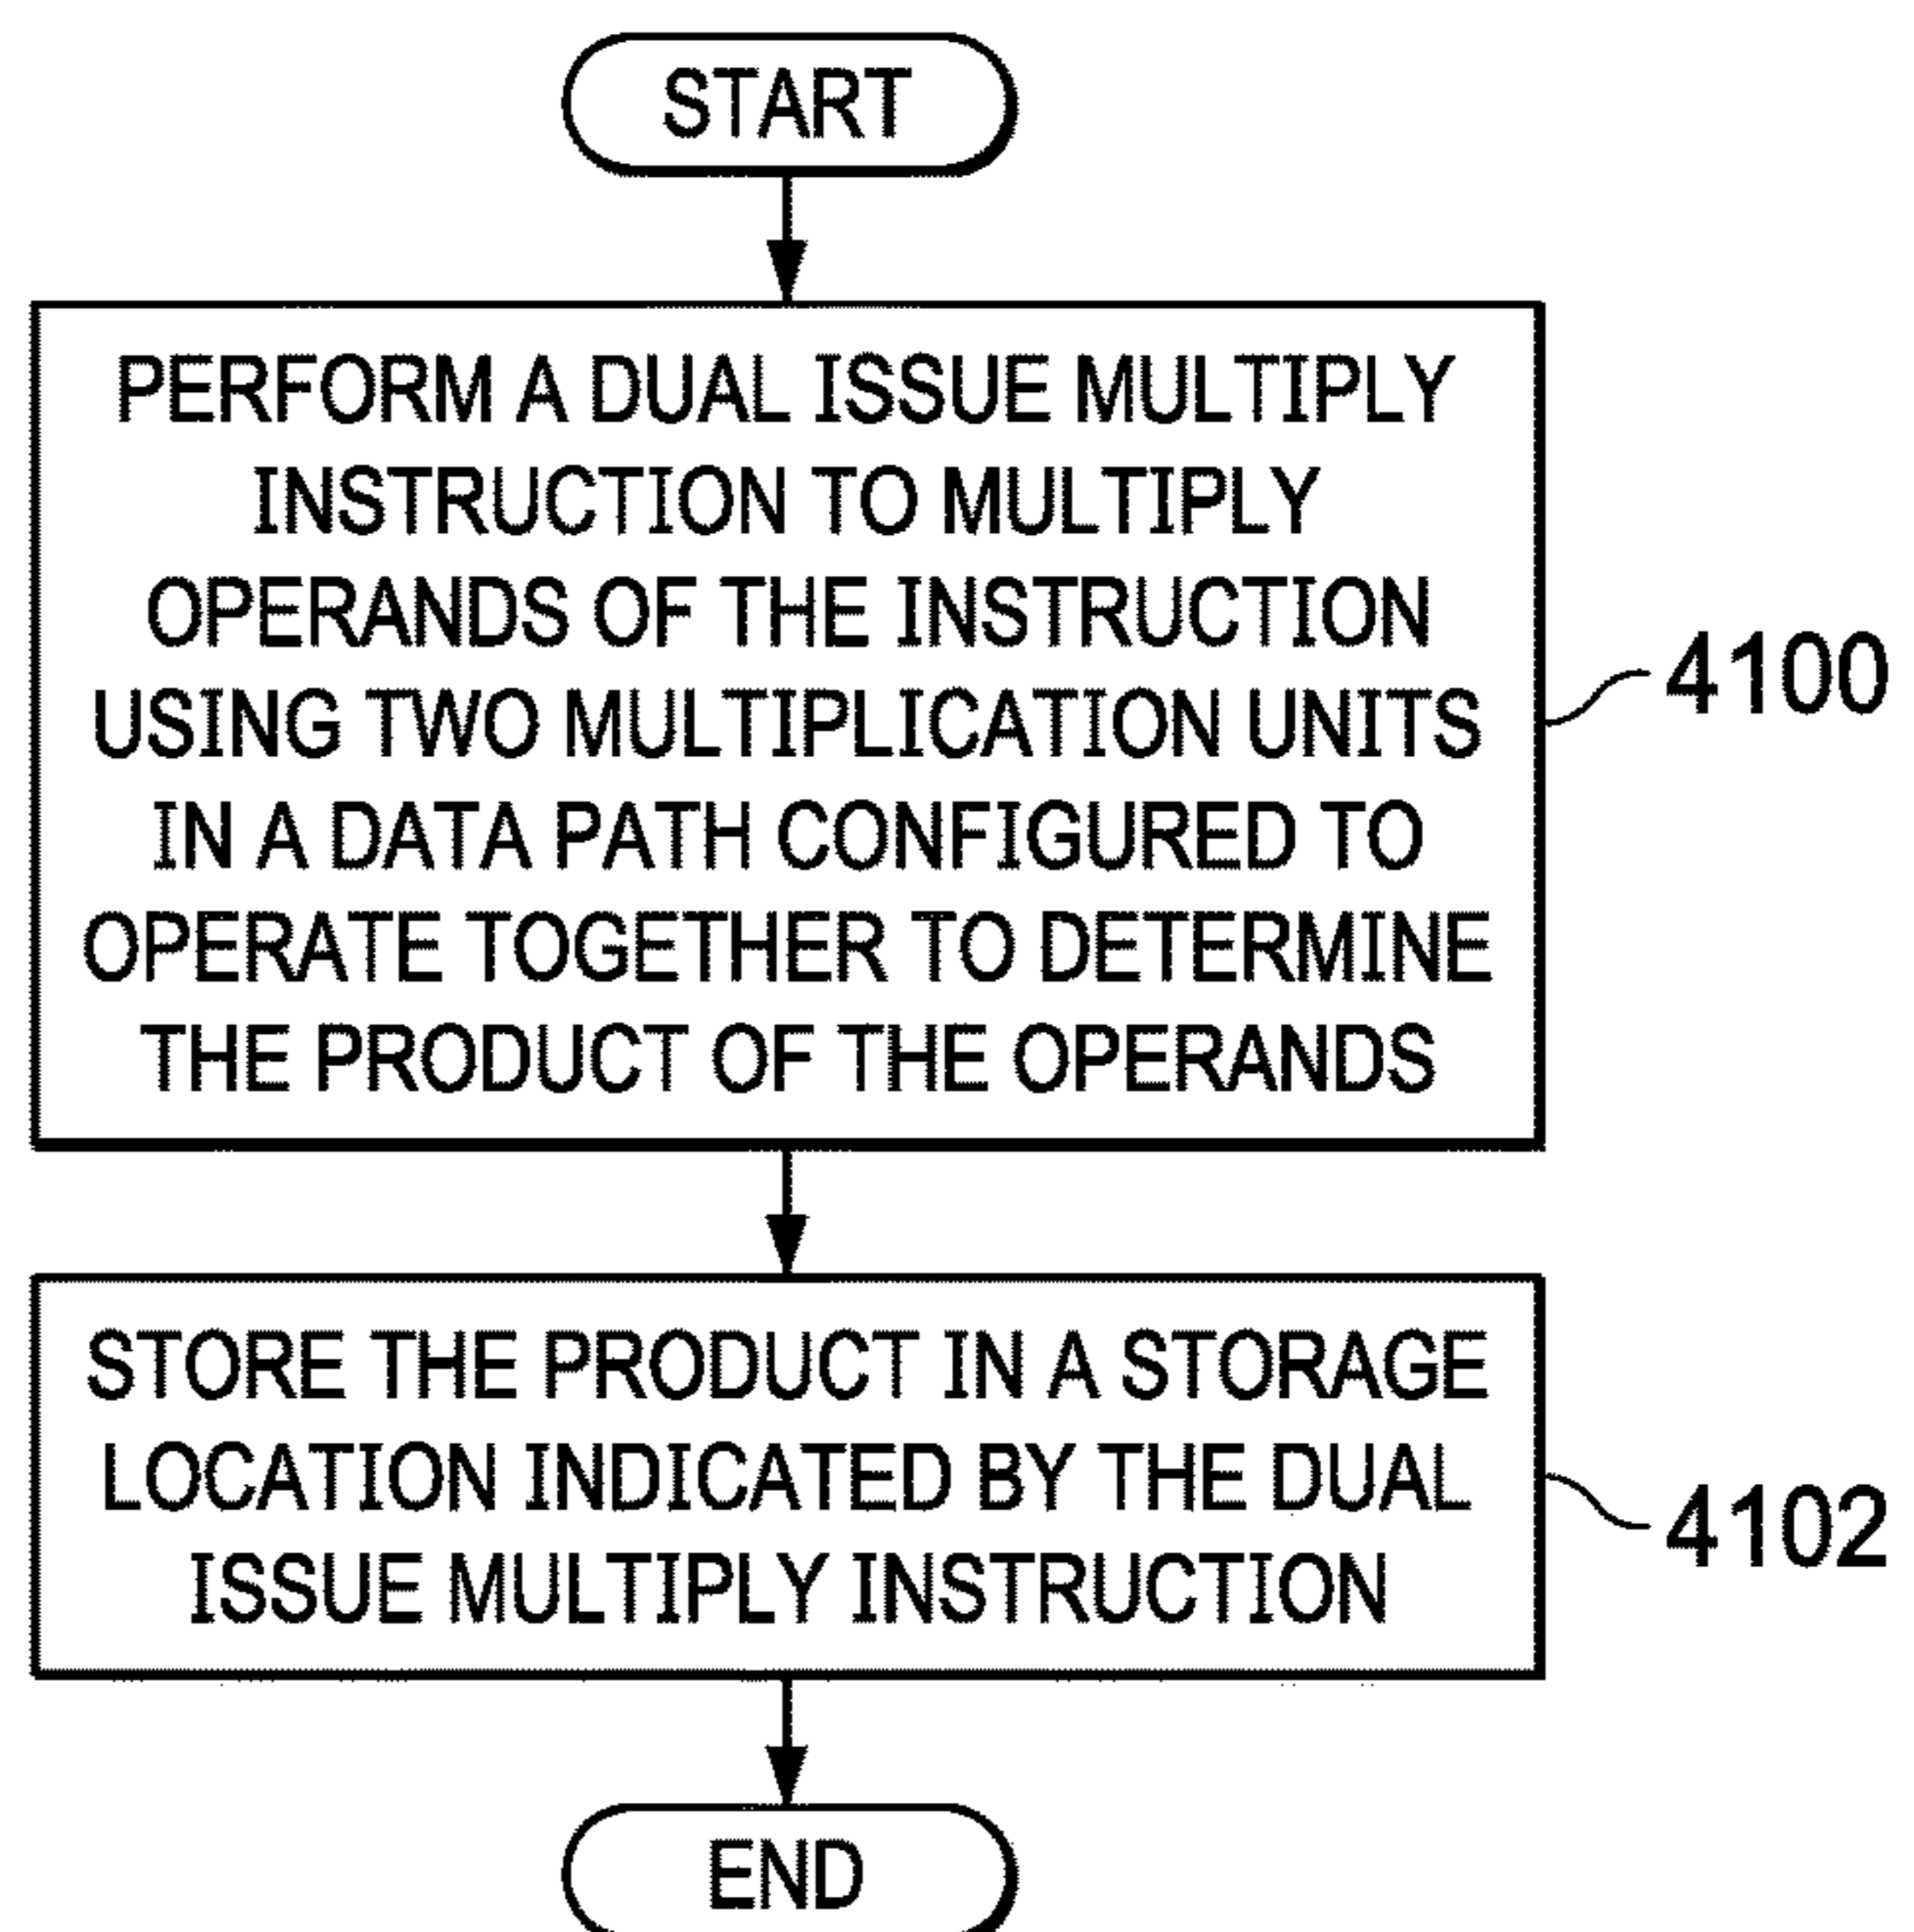 START
PERFORM A DUAL ISSUE MULTIPLY
INSTRUCTION TO MULTIPLY
OPERANDS OF THE INSTRUCTION
USING TWO MULTIPLICATION UNITS
IN A DATA PATH CONFIGURED TO
OPERATE TOGETHER TO DETERMINE
THE PRODUCT OF THE OPERANDS
4100
STORE THE PRODUCT IN A STORAGE
LOCATION INDICATED BY THE DUAL
ISSUE MULTIPLY INSTRUCTION
4102
END